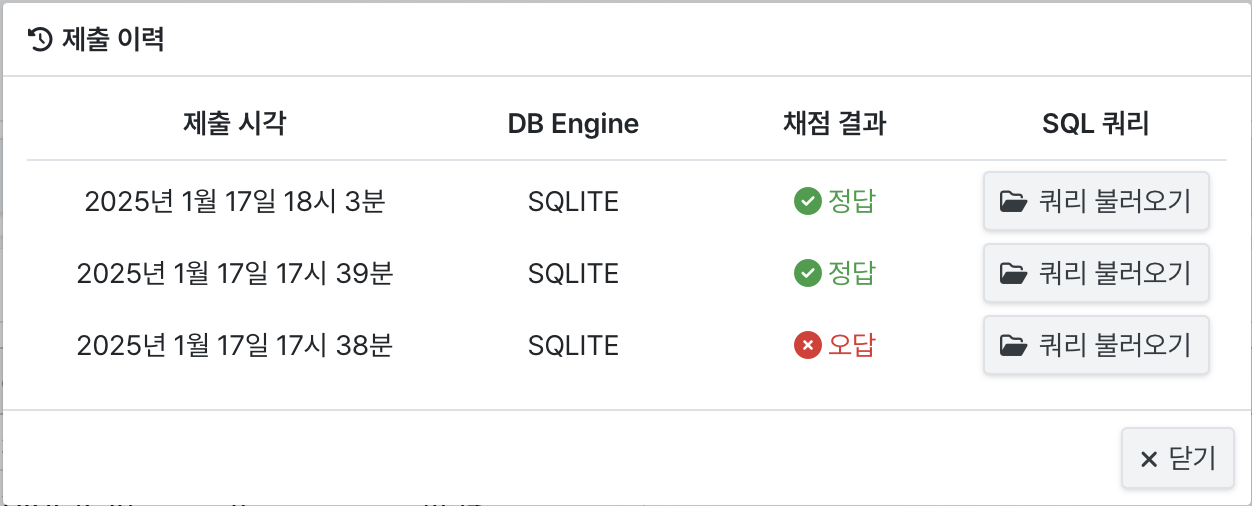 제출 이력
제출 시각 DB Engine 채점 결과 SQL 쿼리
2025년 1월 17일 18시 3분 SQLITE 정답 쿼리 불러오기
2025년 1월 17일 17시 39분 SQLITE 정답 쿼리 불러오기
2025년 1월 17일 17시 38분 SQLITE 오답 쿼리 불러오기
닫기